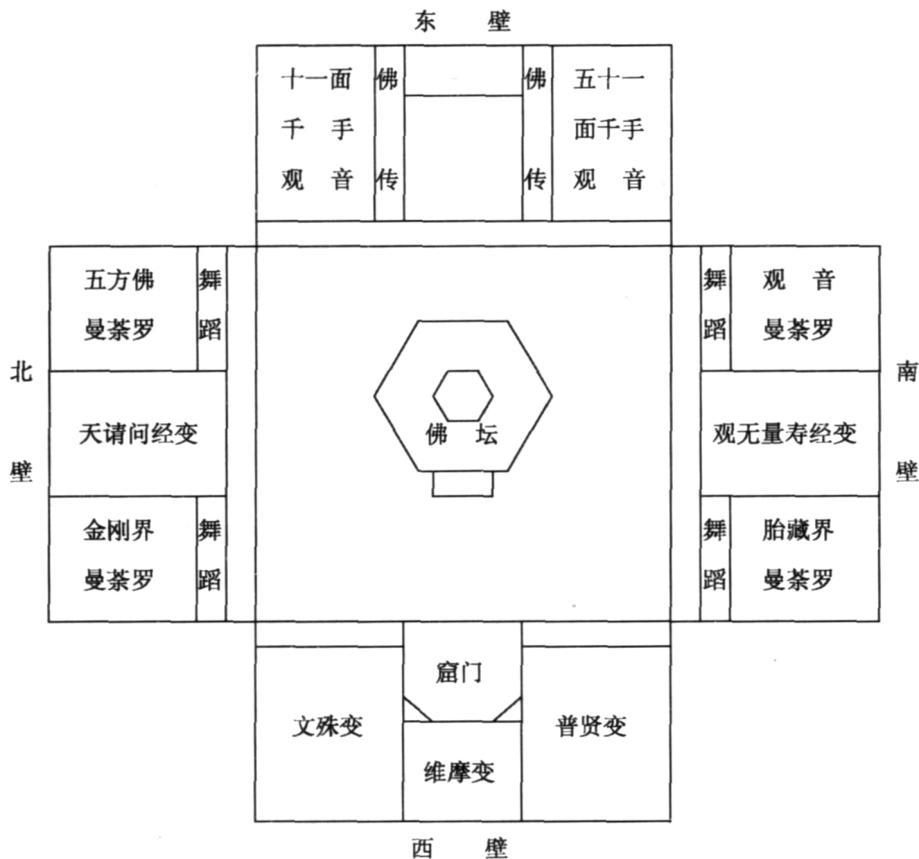 东 壁
十一面
千 手
观 音
佛
传
佛
传
五十一
面千手
观 音
五方佛
曼荼罗
舞
蹈
舞
蹈
观 音
曼荼罗
北
壁
天请问经变
佛 坛
观无量寿经变
南
壁
金刚界
曼荼罗
舞
蹈
舞
蹈
胎藏界
曼荼罗
窟门
文殊变
维摩变
普贤变
西 壁